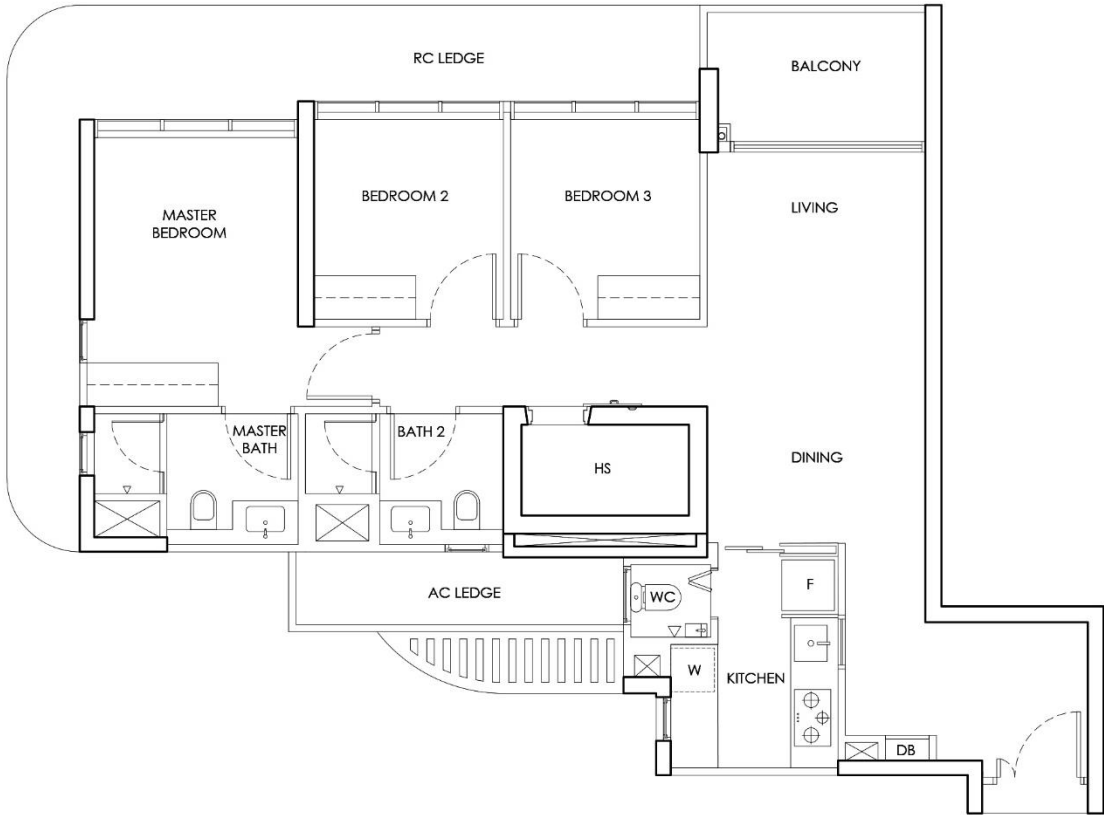 RC LEDGE
BALCONY
BEDROOM 2
BEDROOM 3
LIVING
MASTER
BEDROOM
MASTER
BATH
BATH 2
HS
DINING
AC LEDGE
WC
F
W
KITCHEN
DB